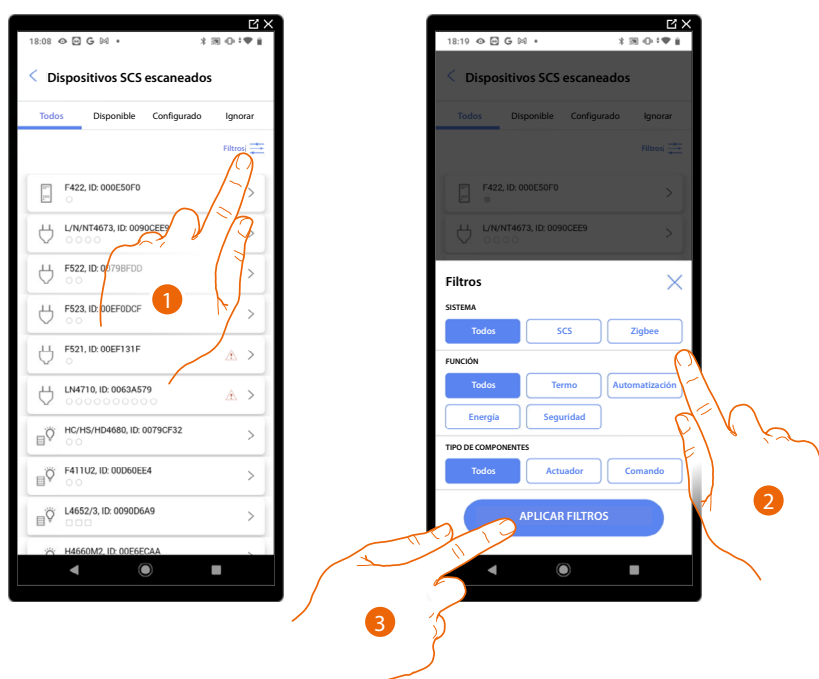 18:08
Dispositivos SCS escaneados
Todos Disponible Configurado Ignorar
Filtros
F422, ID: 000E50F0
L/N/NT4673, ID: 0090CEE9
F522, ID: 0079BFDD
F523, ID: 00EF0DCF
F521, ID: 00EF131F
LN4710, ID: 0063A579
HC/HS/HD4680, ID: 0079CF32
F411U2, ID: 00D60EE4
L4652/3, ID: 0090D6A9
H4660M2, ID: 00E6ECAA
1
18:19
Dispositivos SCS escaneados
Todos Disponible Configurado Ignorar
Filtros
F422, ID: 000E50F0
L/N/NT4673, ID: 0090CEE9
Filtros
SISTEMA
Todos SCS Zigbee
FUNCIÓN
Todos Termo Automatización
Energía Seguridad
TIPO DE COMPONENTES
Todos Actuador Comando
APLICAR FILTROS
2
3